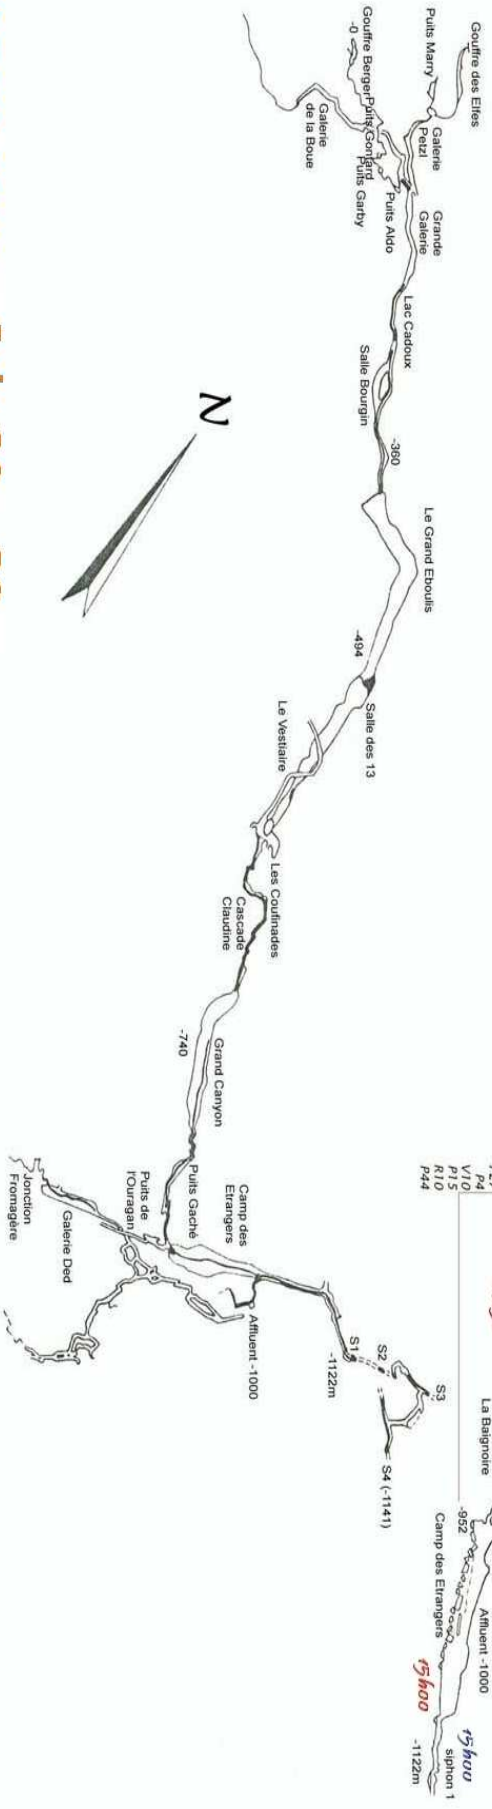 Gouffre des Elfes
Puits Marry
Galerie
Petzl
Gouffre Berger
-0
Puits Gontard
Puits Garby
Puits Aldo
Galerie
de la Boue
Grande
Galerie
Lac Cadoux
Salle Bourgin
-360
N
Le Grand Eboulis
-494
Salle des 13
Le Vestiaire
Les Coufinades
Cascade
Claudine
Grand Canyon
-740
Puits Gaché
Camp des
Etrangers
Puits de
l'Ouragan
Galerie Ded
Jonction
Fromagère
Affluent -1000
-1122m
S1
S2
S3
S4 (-1141)
P4
V10
P15
R10
P44
La Baignoire
-952
Camp des Etrangers
Affluent -1000
15h00
15h00
siphon 1
-1122m